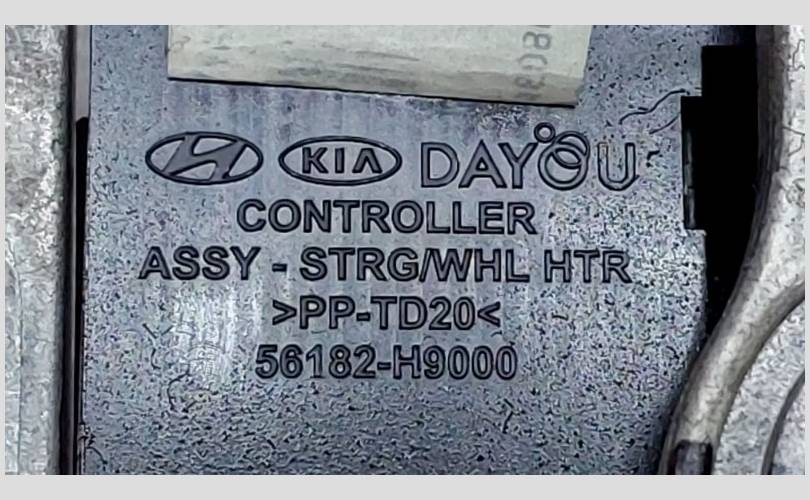 KIA DAYOU
CONTROLLER
ASSY - STRG/WHL HTR
>PP-TD20<
56182-H9000